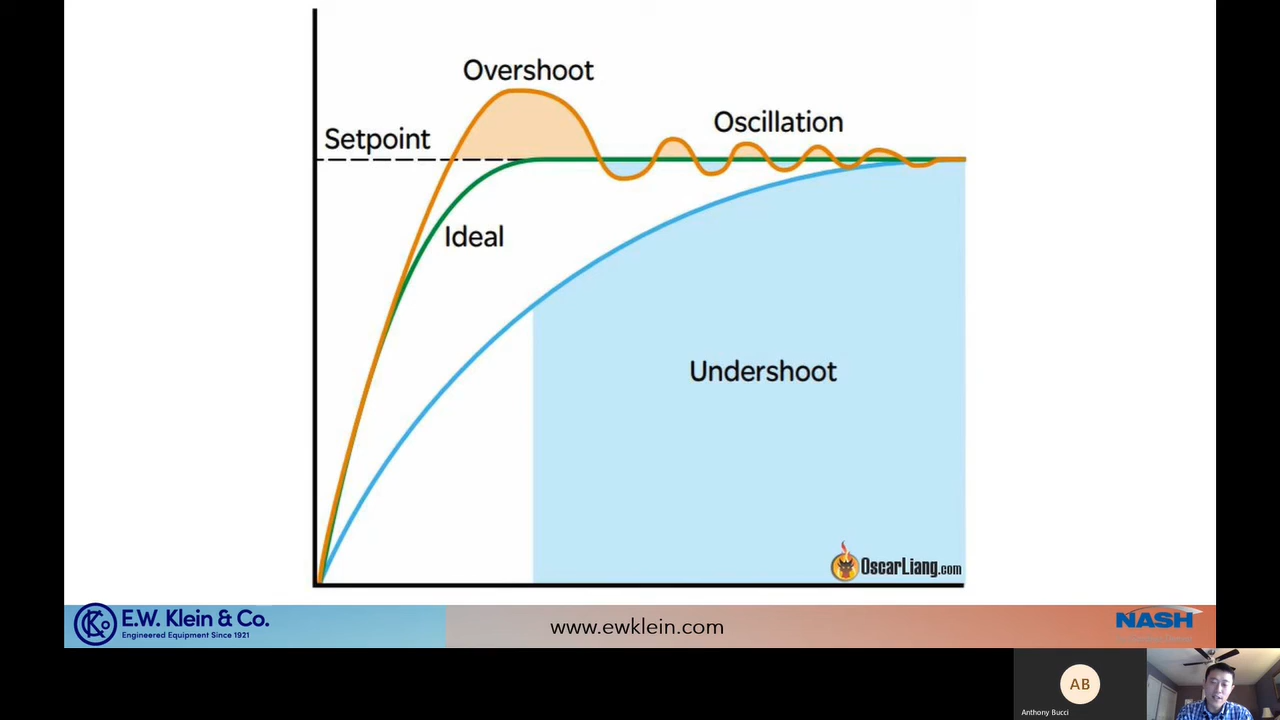 Overshoot
Oscillation
Setpoint
Ideal
Undershoot
OscarLiang.com
E.W. Klein & Co.
Engineered Equipment Since 1921
www.ewklein.com
NASH
AB
Anthony Bucci